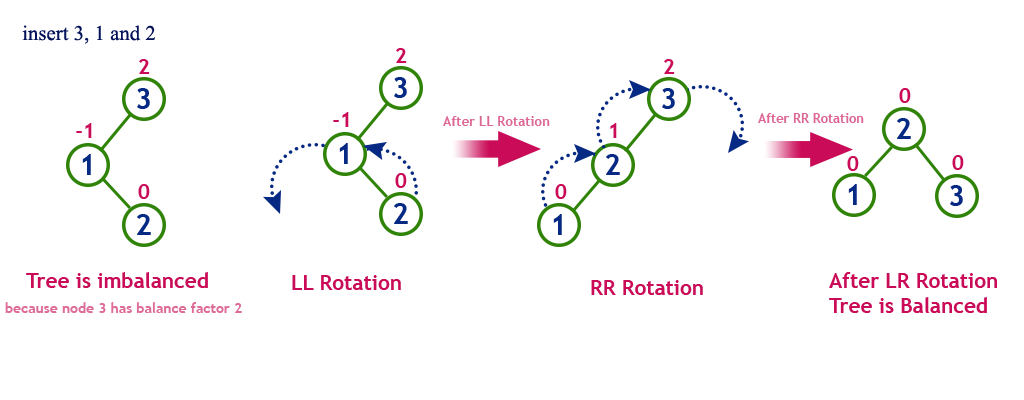 insert 3, 1 and 2
2
3
-1
1
0
2
Tree is imbalanced
because node 3 has balance factor 2
2
3
-1
1
0
2
LL Rotation
After LL Rotation
2
3
1
2
0
1
RR Rotation
After RR Rotation
0
2
0
1
0
3
After LR Rotation
Tree is Balanced